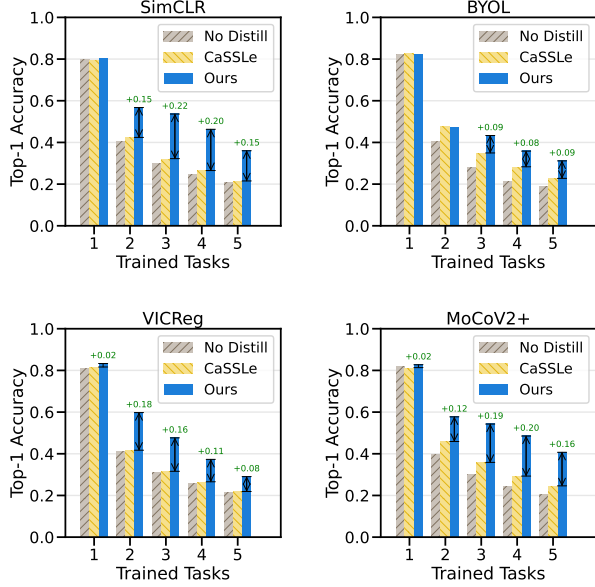 SimCLR
1.0
0.8
0.6
0.4
0.2
0.0
Top-1 Accuracy
No Distill
CaSSLe
Ours
+0.15
+0.22
+0.20
+0.15
1 2 3 4 5
Trained Tasks
BYOL
1.0
0.8
0.6
0.4
0.2
0.0
Top-1 Accuracy
No Distill
CaSSLe
Ours
+0.09
+0.08
+0.09
1 2 3 4 5
Trained Tasks
VICReg
1.0
0.8
0.6
0.4
0.2
0.0
Top-1 Accuracy
No Distill
CaSSLe
Ours
+0.02
+0.18
+0.16
+0.11
+0.08
1 2 3 4 5
Trained Tasks
MoCoV2+
1.0
0.8
0.6
0.4
0.2
0.0
Top-1 Accuracy
No Distill
CaSSLe
Ours
+0.02
+0.12
+0.19
+0.20
+0.16
1 2 3 4 5
Trained Tasks